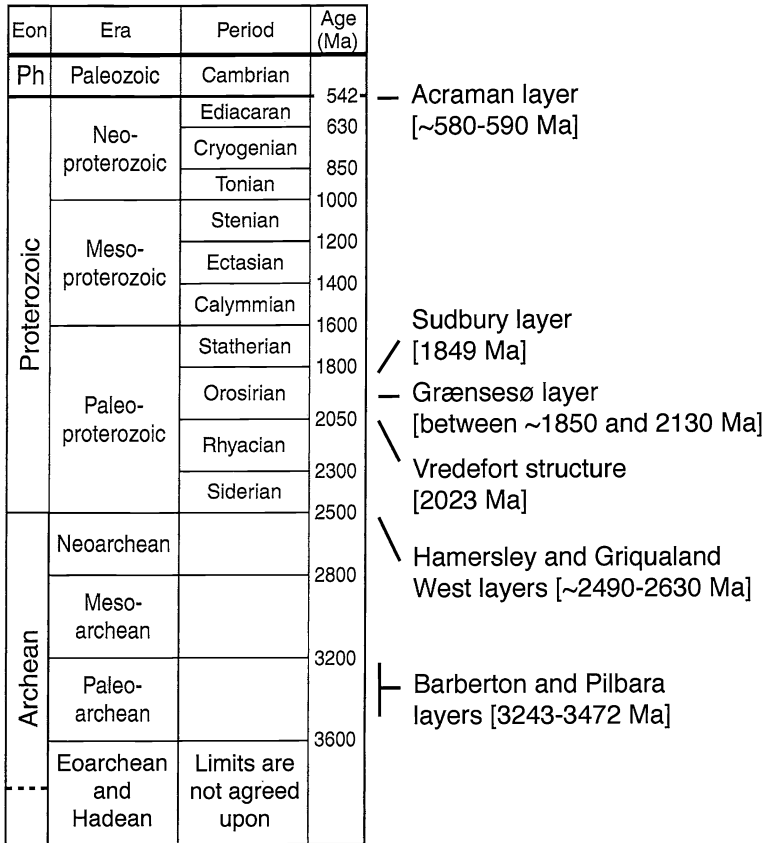 Eon Era Period Age
(Ma)
Ph Paleozoic Cambrian
542
Proterozoic
Neo-
proterozoic
Ediacaran
630
Cryogenian
850
Tonian
1000
Meso-
proterozoic
Stenian
1200
Ectasian
1400
Calymmian
1600
Paleo-
proterozoic
Statherian
1800
Orosirian
2050
Rhyacian
2300
Siderian
2500
Archean
Neoarchean
2800
Meso-
archean
3200
Paleo-
archean
3600
Eoarchean
and
Hadean
Limits are
not agreed
upon
Acraman layer
[~580-590 Ma]
Sudbury layer
[1849 Ma]
Grænsesø layer
[between ~1850 and 2130 Ma]
Vredefort structure
[2023 Ma]
Hamersley and Griqualand
West layers [~2490-2630 Ma]
Barberton and Pilbara
layers [3243-3472 Ma]